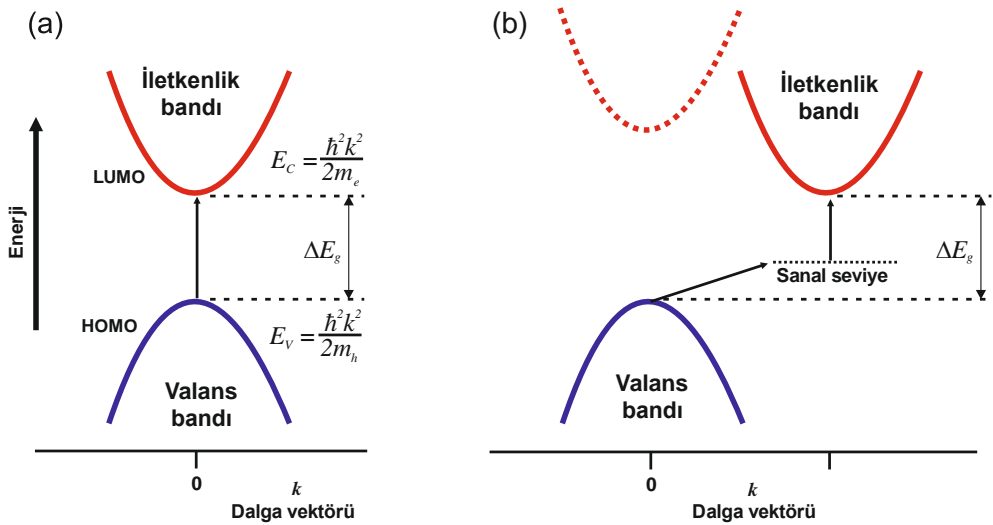 (a)
İletkenlik
bandı
LUMO
E_C = ħ²k²/2m_e
Enerji
ΔE_g
HOMO
E_V = ħ²k²/2m_h
Valans
bandı
0
k
Dalga vektörü
(b)
İletkenlik
bandı
ΔE_g
Sanal seviye
Valans
bandı
0
k
Dalga vektörü